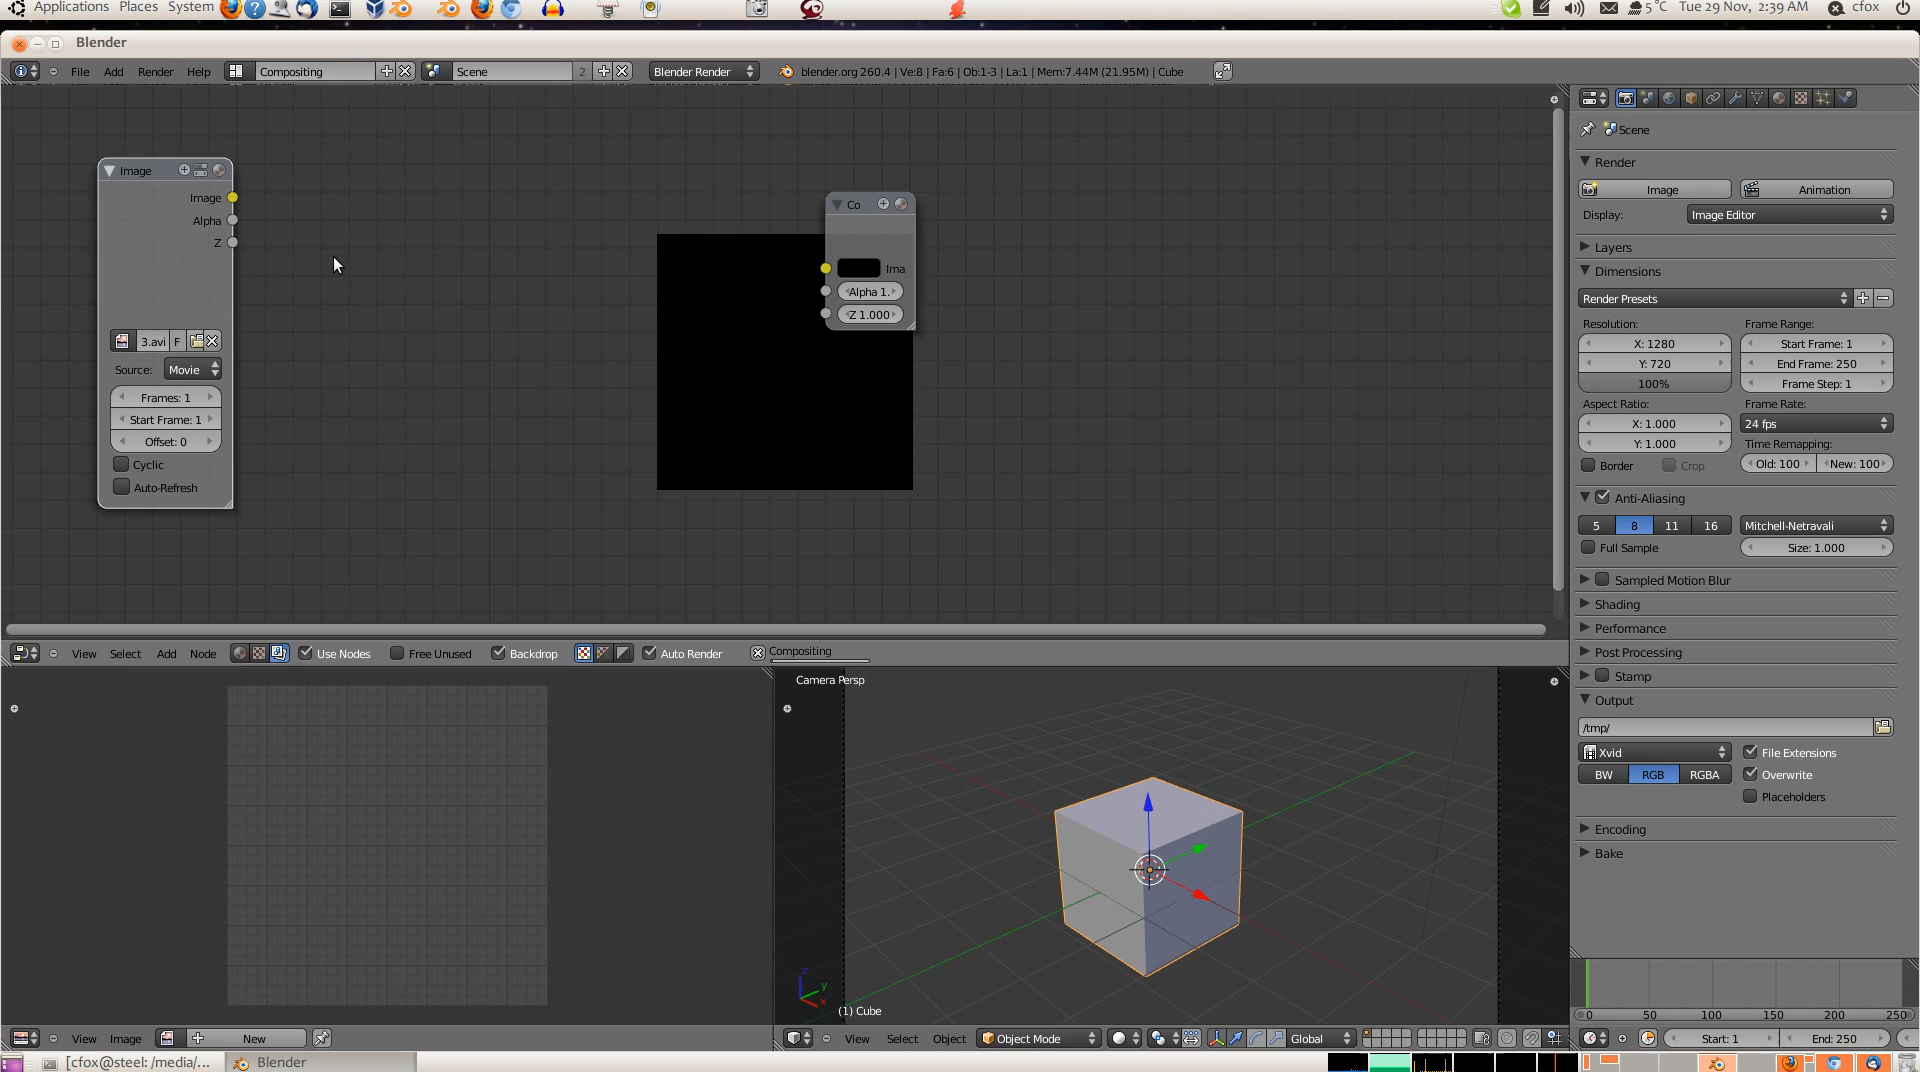 Applications Places System 5°C Tue 29 Nov, 2:39 AM cfox
Blender
File Add Render Help Compositing Scene 2 Blender Render blender.org 260.4 | Ve:8 | Fa:6 | Ob:1-3 | La:1 | Mem:7.44M (21.95M) | Cube
Image
Image
Alpha
Z
3.avi F
Source: Movie
Frames: 1
Start Frame: 1
Offset: 0
Cyclic
Auto-Refresh
Co
Ima
Alpha 1.
Z 1.000
View Select Add Node Use Nodes Free Unused Backdrop Auto Render Compositing
View Image New
Camera Persp
z
y
x
(1) Cube
View Select Object Object Mode Global
Scene
Render
Image Animation
Display: Image Editor
Layers
Dimensions
Render Presets
Resolution: Frame Range:
X: 1280 Start Frame: 1
Y: 720 End Frame: 250
100% Frame Step: 1
Aspect Ratio: Frame Rate:
X: 1.000 24 fps
Y: 1.000 Time Remapping:
Border Crop Old: 100 New: 100
Anti-Aliasing
5 8 11 16 Mitchell-Netravali
Full Sample Size: 1.000
Sampled Motion Blur
Shading
Performance
Post Processing
Stamp
Output
/tmp/
Xvid File Extensions
BW RGB RGBA Overwrite
Placeholders
Encoding
Bake
0 50 100 150 200 250
Start: 1 End: 250
[cfox@steel: /media/... Blender